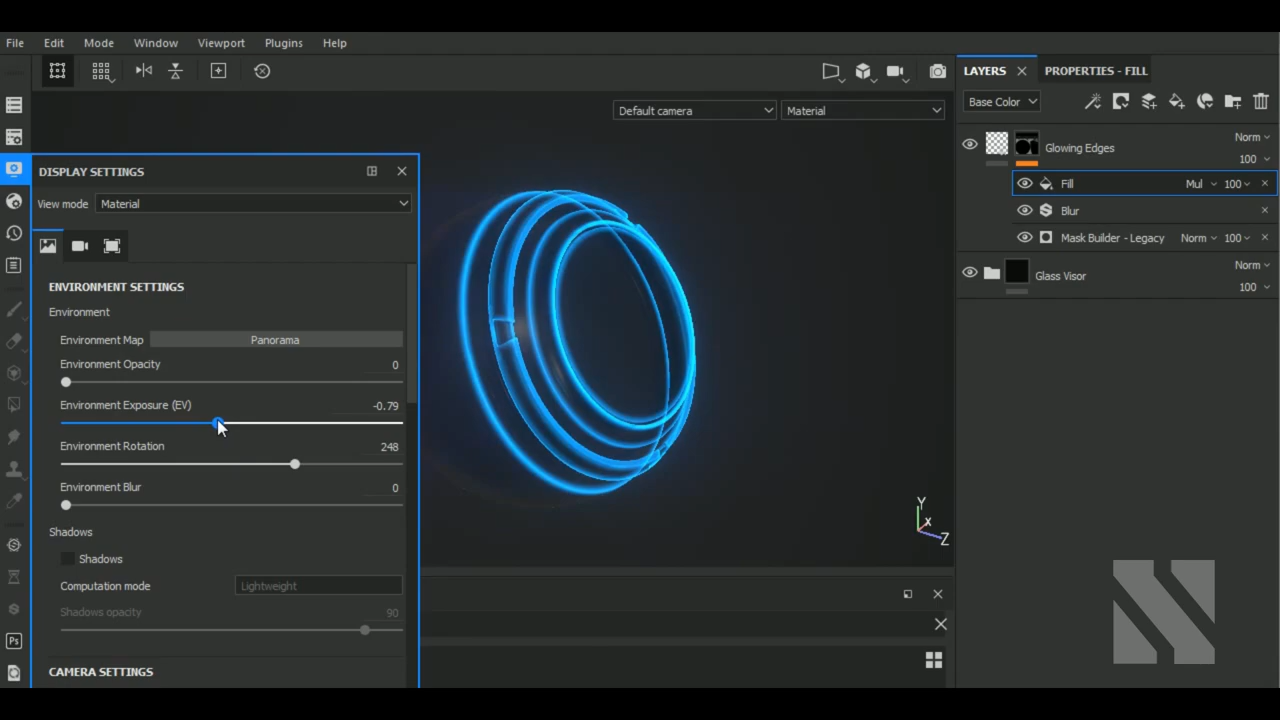 File Edit Mode Window Viewport Plugins Help
Default camera Material
DISPLAY SETTINGS
View mode Material
ENVIRONMENT SETTINGS
Environment
Environment Map Panorama
Environment Opacity 0
Environment Exposure (EV) -0.79
Environment Rotation 248
Environment Blur 0
Shadows
Shadows
Computation mode Lightweight
Shadows opacity 90
CAMERA SETTINGS
Y
X
Z
Ps
LAYERS PROPERTIES - FILL
Base Color
Glowing Edges Norm
100
Fill Mul 100
Blur
Mask Builder - Legacy Norm 100
Glass Visor Norm
100